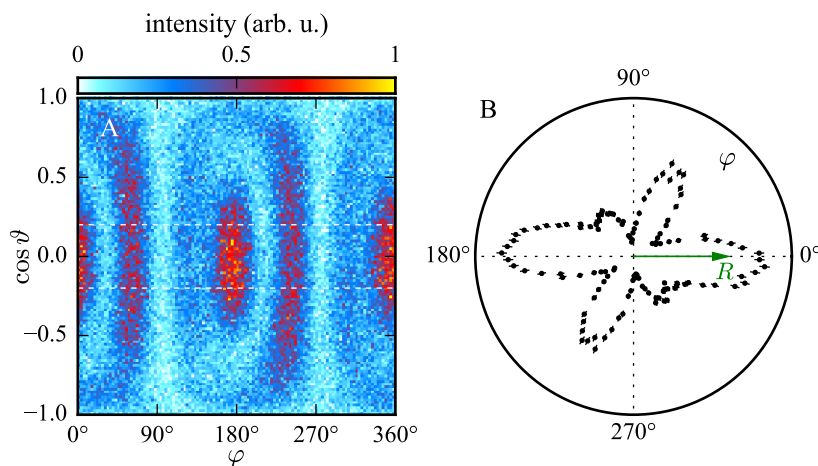 intensity (arb. u.)
0 0.5 1
A
1.0
0.5
0.0
−0.5
−1.0
cos ϑ
0° 90° 180° 270° 360°
φ
B
90°
φ
180°
0°
R
270°